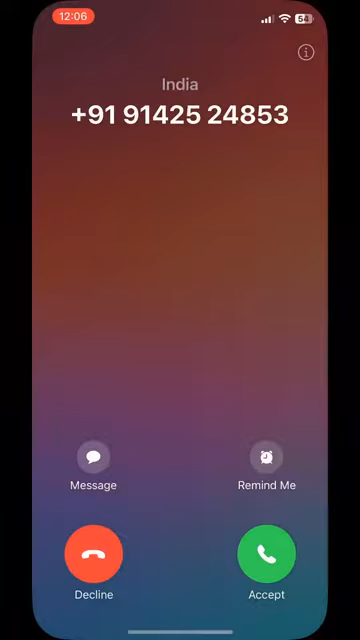 12:06
54
India
+91 91425 24853
Message
Remind Me
Decline
Accept